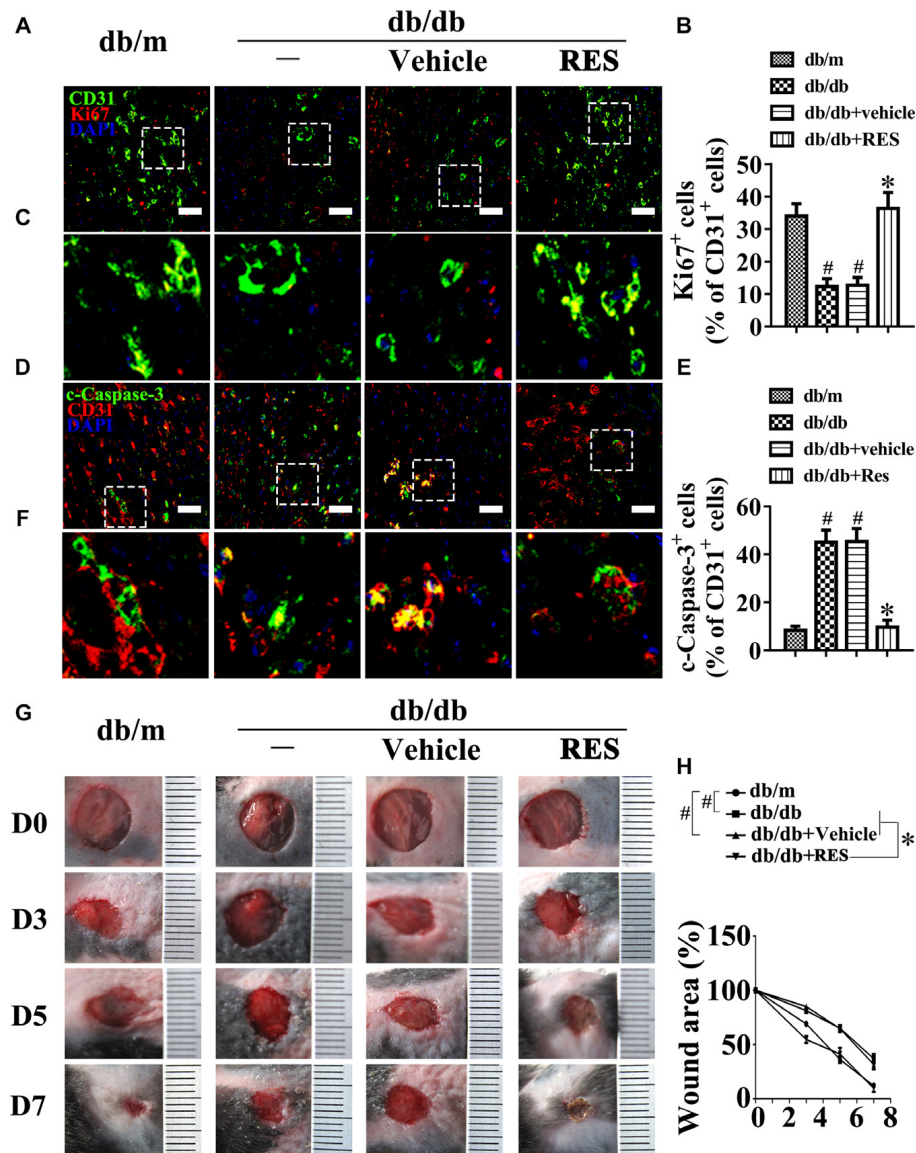 A
db/m
db/db
— Vehicle RES
CD31
Ki67
DAPI
B
db/m
db/db
db/db+vehicle
db/db+RES
Ki67+ cells
(% of CD31+ cells)
40
30
20
10
0
# # *
C
D
c-Caspase-3
CD31
DAPI
E
db/m
db/db
db/db+vehicle
db/db+Res
c-Caspase-3+ cells
(% of CD31+ cells)
60
40
20
0
# # *
F
G
db/m
db/db
— Vehicle RES
D0
D3
D5
D7
H
# #
db/m
db/db
db/db+Vehicle
db/db+RES
*
Wound area (%)
150
100
50
0
0 2 4 6 8